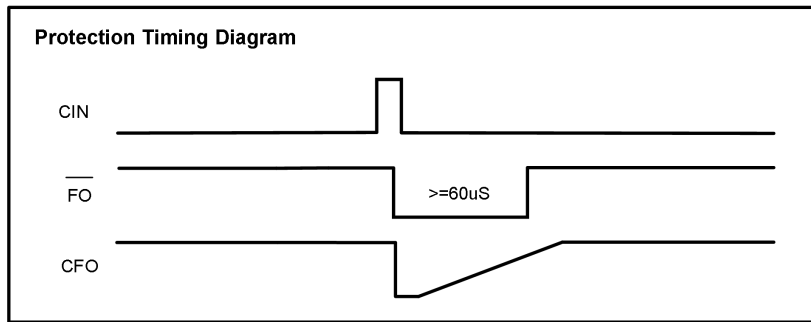 Protection Timing Diagram
CIN
FO
>=60uS
CFO